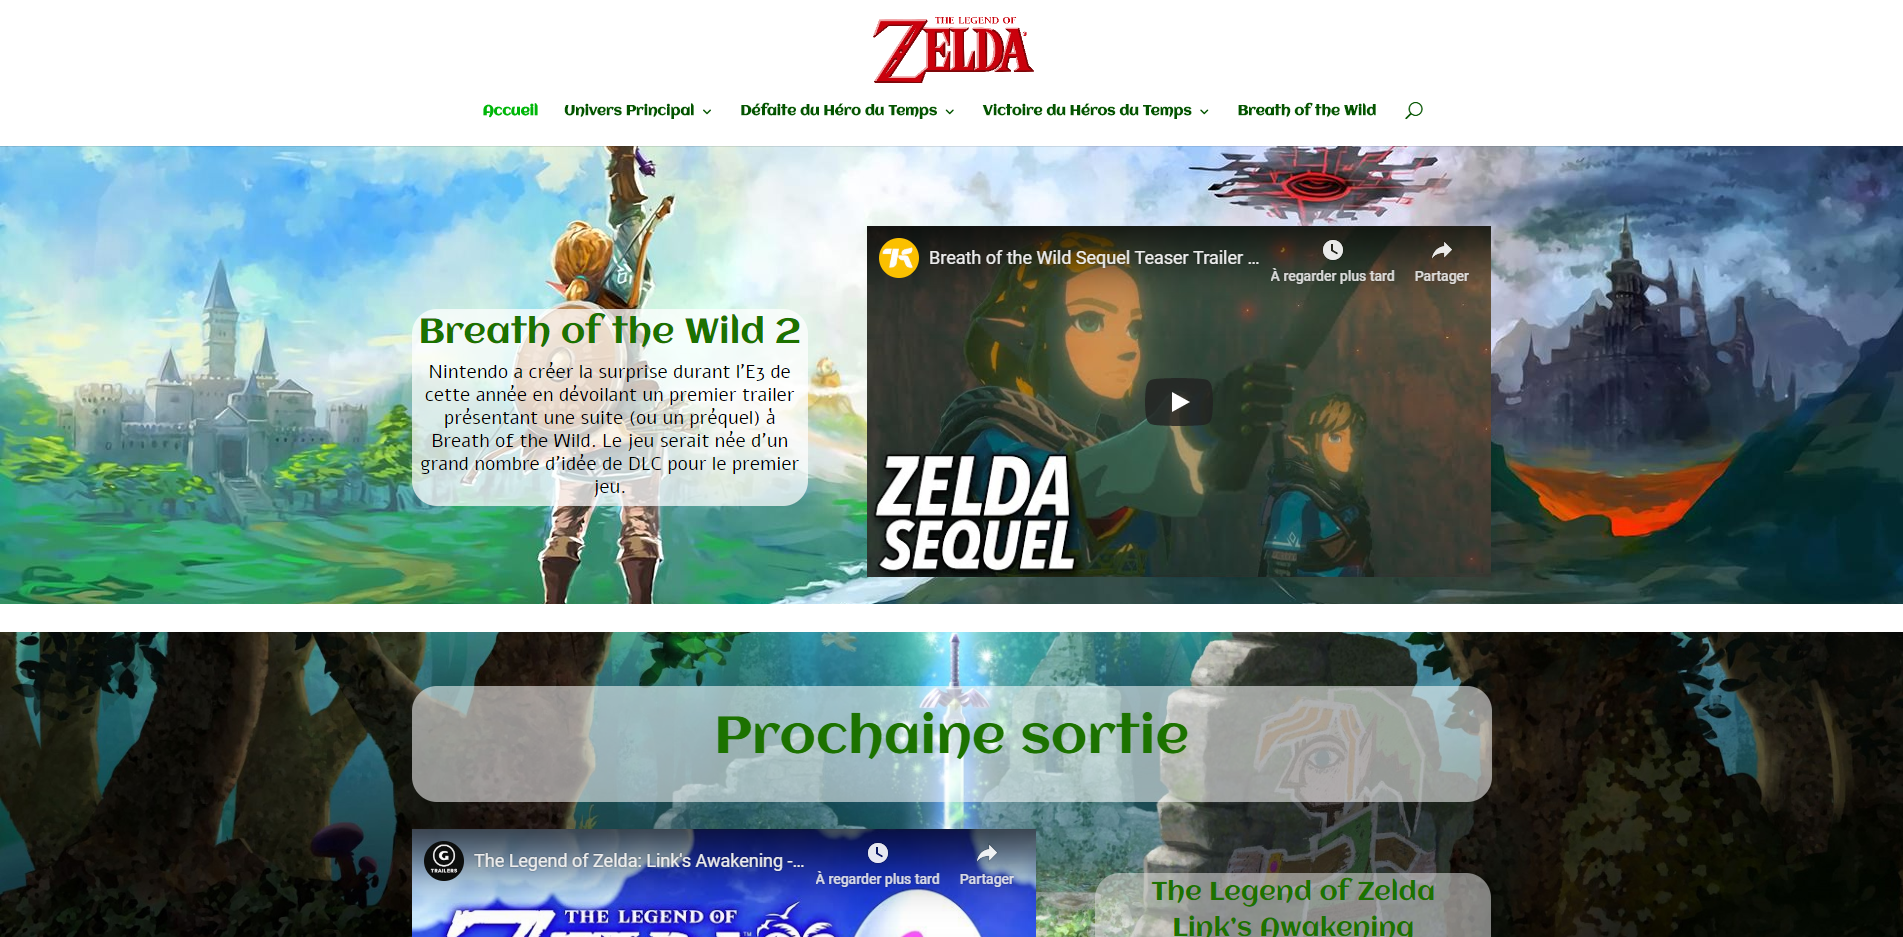 THE LEGEND OF
ZELDA
Accueil Univers Principal Défaite du Héro du Temps Victoire du Héros du Temps Breath of the Wild
Breath of the Wild Sequel Teaser Trailer ...
À regarder plus tard Partager
Breath of the Wild 2
Nintendo a créer la surprise durant l'E3 de
cette année en dévoilant un premier trailer
présentant une suite (ou un préquel) à
Breath of the Wild. Le jeu serait née d'un
grand nombre d'idée de DLC pour le premier
jeu.
ZELDA
SEQUEL
Prochaine sortie
G
TRAILERS
The Legend of Zelda: Link's Awakening -...
À regarder plus tard Partager
THE LEGEND OF
The Legend of Zelda
Link's Awakening